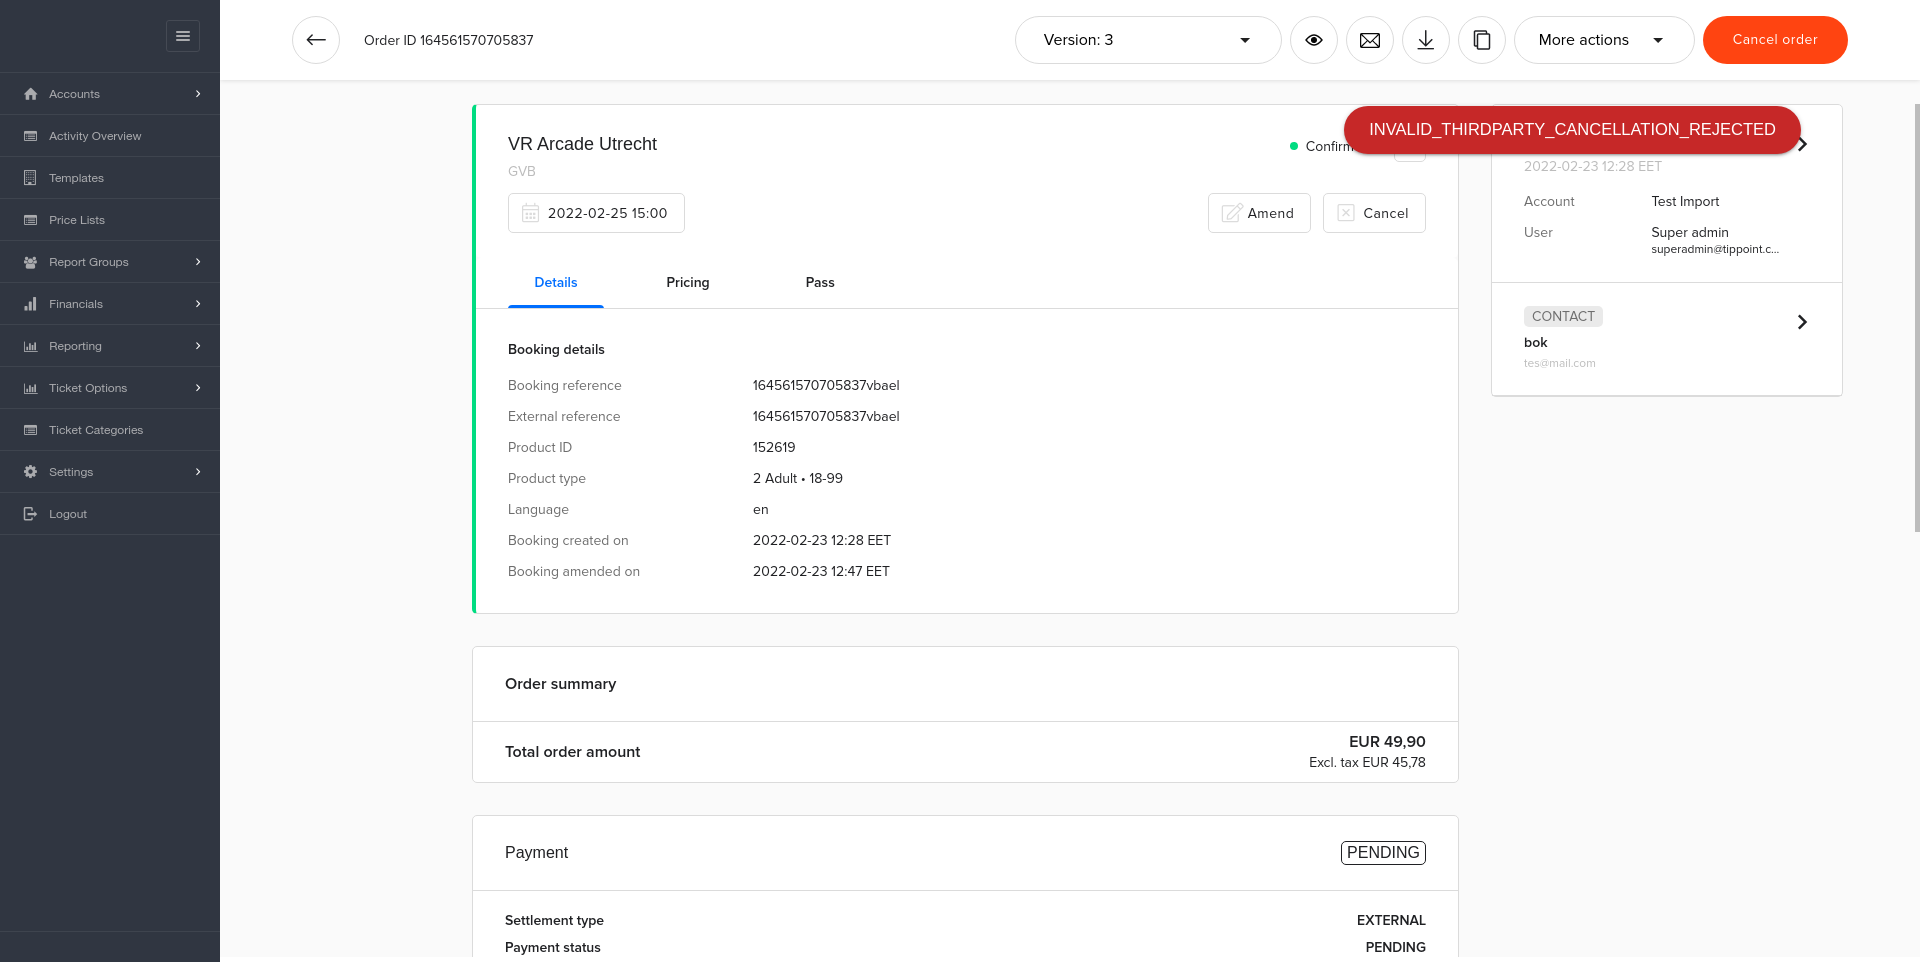 Order ID 164561570705837
Version: 3
More actions
Cancel order
Accounts
Activity Overview
Templates
Price Lists
Report Groups
Financials
Reporting
Ticket Options
Ticket Categories
Settings
Logout
INVALID_THIRDPARTY_CANCELLATION_REJECTED
VR Arcade Utrecht
GVB
2022-02-25 15:00
Amend
Cancel
Details
Pricing
Pass
Booking details
Booking reference 164561570705837vbael
External reference 164561570705837vbael
Product ID 152619
Product type 2 Adult • 18-99
Language en
Booking created on 2022-02-23 12:28 EET
Booking amended on 2022-02-23 12:47 EET
Order summary
Total order amount EUR 49,90
Excl. tax EUR 45,78
Payment PENDING
Settlement type EXTERNAL
Payment status PENDING
2022-02-23 12:28 EET
Account Test Import
User Super admin
superadmin@tippoint.c...
CONTACT
bok
tes@mail.com